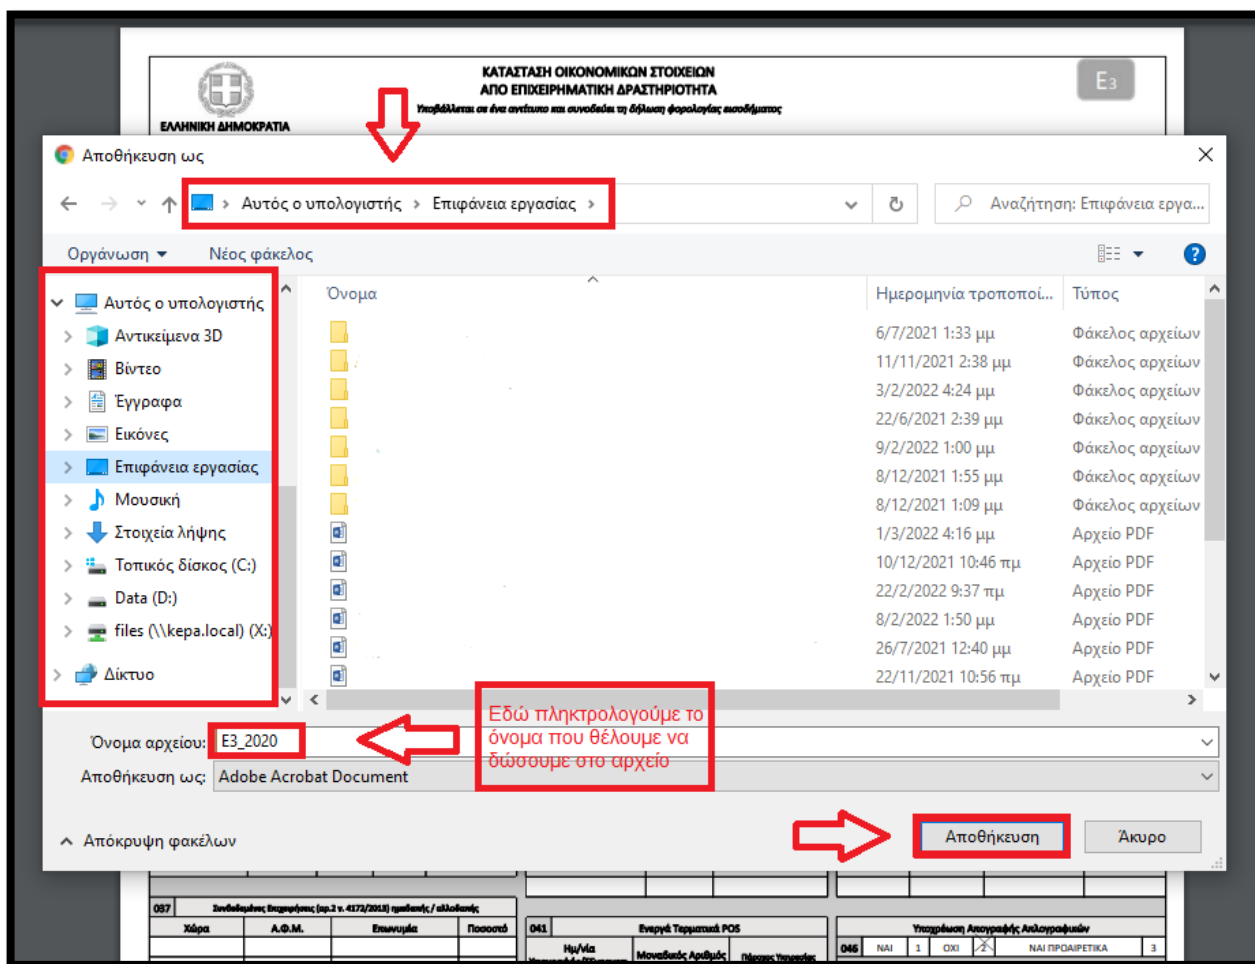 ΚΑΤΑΣΤΑΣΗ ΟΙΚΟΝΟΜΙΚΩΝ ΣΤΟΙΧΕΙΩΝ
ΑΠΟ ΕΠΙΧΕΙΡΗΜΑΤΙΚΗ ΔΡΑΣΤΗΡΙΟΤΗΤΑ
Υποβάλλεται σε ένα αντίτυπο και συνοδεύει τη δήλωση φορολογίας εισοδήματος
E3
ΕΛΛΗΝΙΚΗ ΔΗΜΟΚΡΑΤΙΑ
Αποθήκευση ως
Αυτός ο υπολογιστής > Επιφάνεια εργασίας >
Αναζήτηση: Επιφάνεια εργα...
Οργάνωση Νέος φάκελος
Αυτός ο υπολογιστής
Αντικείμενα 3D
Βίντεο
Έγγραφα
Εικόνες
Επιφάνεια εργασίας
Μουσική
Στοιχεία λήψης
Τοπικός δίσκος (C:)
Data (D:)
files (\\kepa.local) (X:)
Δίκτυο
Όνομα Ημερομηνία τροποποί... Τύπος
6/7/2021 1:33 μμ Φάκελος αρχείων
11/11/2021 2:38 μμ Φάκελος αρχείων
3/2/2022 4:24 μμ Φάκελος αρχείων
22/6/2021 2:39 μμ Φάκελος αρχείων
9/2/2022 1:00 μμ Φάκελος αρχείων
8/12/2021 1:55 μμ Φάκελος αρχείων
8/12/2021 1:09 μμ Φάκελος αρχείων
1/3/2022 4:16 μμ Αρχείο PDF
10/12/2021 10:46 πμ Αρχείο PDF
22/2/2022 9:37 πμ Αρχείο PDF
8/2/2022 1:50 μμ Αρχείο PDF
26/7/2021 12:40 μμ Αρχείο PDF
22/11/2021 10:56 πμ Αρχείο PDF
Εδώ πληκτρολογούμε το
όνομα που θέλουμε να
δώσουμε στο αρχείο
Όνομα αρχείου: E3_2020
Αποθήκευση ως: Adobe Acrobat Document
Απόκρυψη φακέλων
Αποθήκευση Άκυρο
037 Συνδεδεμένες Επιχειρήσεις (αρ.2 ν. 4172/2013) ημεδαπής / αλλοδαπής
Χώρα Α.Φ.Μ. Επωνυμία Ποσοστό
041 Ενεργά Τερματικά POS
Ημ/νία
Μοναδικός Αριθμός Πάροχος Υπηρεσίας
Υποχρέωση Απογραφής Αποθεμάτων
046 ΝΑΙ 1 ΟΧΙ 2 ΝΑΙ ΠΡΟΑΙΡΕΤΙΚΑ 3